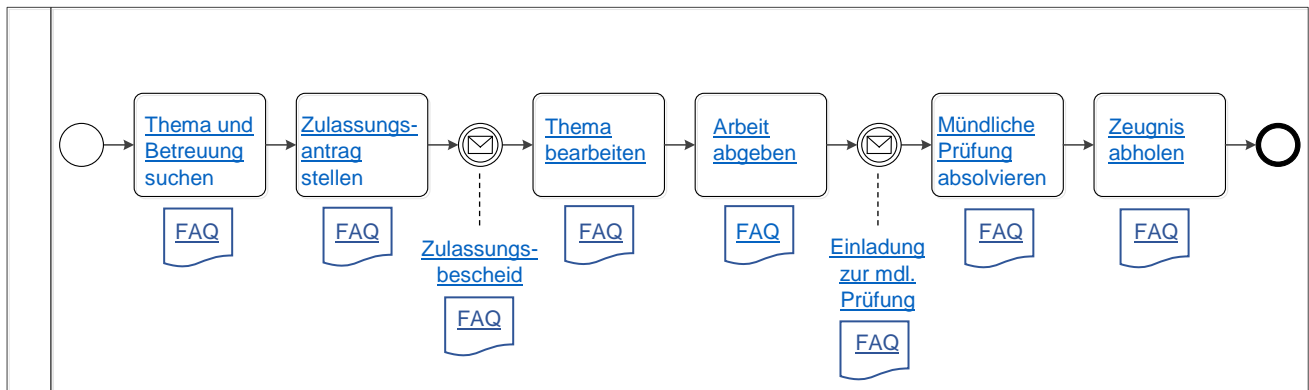 Thema und
Betreuung
suchen
FAQ
Zulassungs-
antrag
stellen
FAQ
Zulassungs-
bescheid
FAQ
Thema
bearbeiten
FAQ
Arbeit
abgeben
FAQ
Einladung
zur mdl.
Prüfung
FAQ
Mündliche
Prüfung
absolvieren
FAQ
Zeugnis
abholen
FAQ